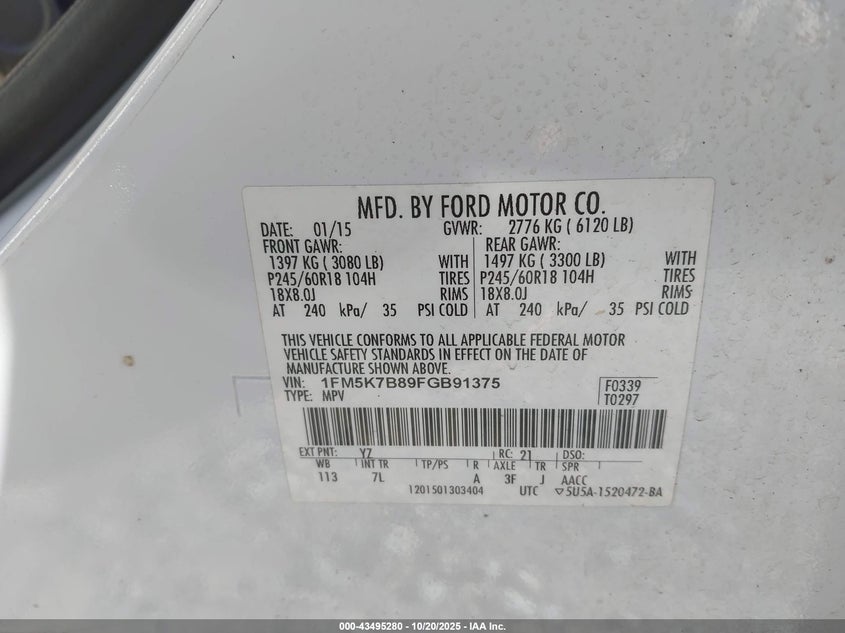 MFD. BY FORD MOTOR CO.
DATE: 01/15 GVWR: 2776 KG ( 6120 LB)
FRONT GAWR: REAR GAWR:
1397 KG ( 3080 LB) WITH 1497 KG ( 3300 LB) WITH
P245/60R18 104H TIRES P245/60R18 104H TIRES
18X8.0J RIMS 18X8.0J RIMS
AT 240 kPa/ 35 PSI COLD AT 240 kPa/ 35 PSI COLD
THIS VEHICLE CONFORMS TO ALL APPLICABLE FEDERAL MOTOR
VEHICLE SAFETY STANDARDS IN EFFECT ON THE DATE OF
MANUFACTURE SHOWN ABOVE.
VIN: 1FM5K7B89FGB91375 F0339
TYPE: MPV T0297
EXT PNT: YZ RC: 21 DSO:
WB INT TR TP/PS R AXLE TR SPR
113 7L A 3F J AACC
1201501303404 UTC ▽5U5A-1520472-BA
000-43495280 - 10/20/2025 - IAA Inc.